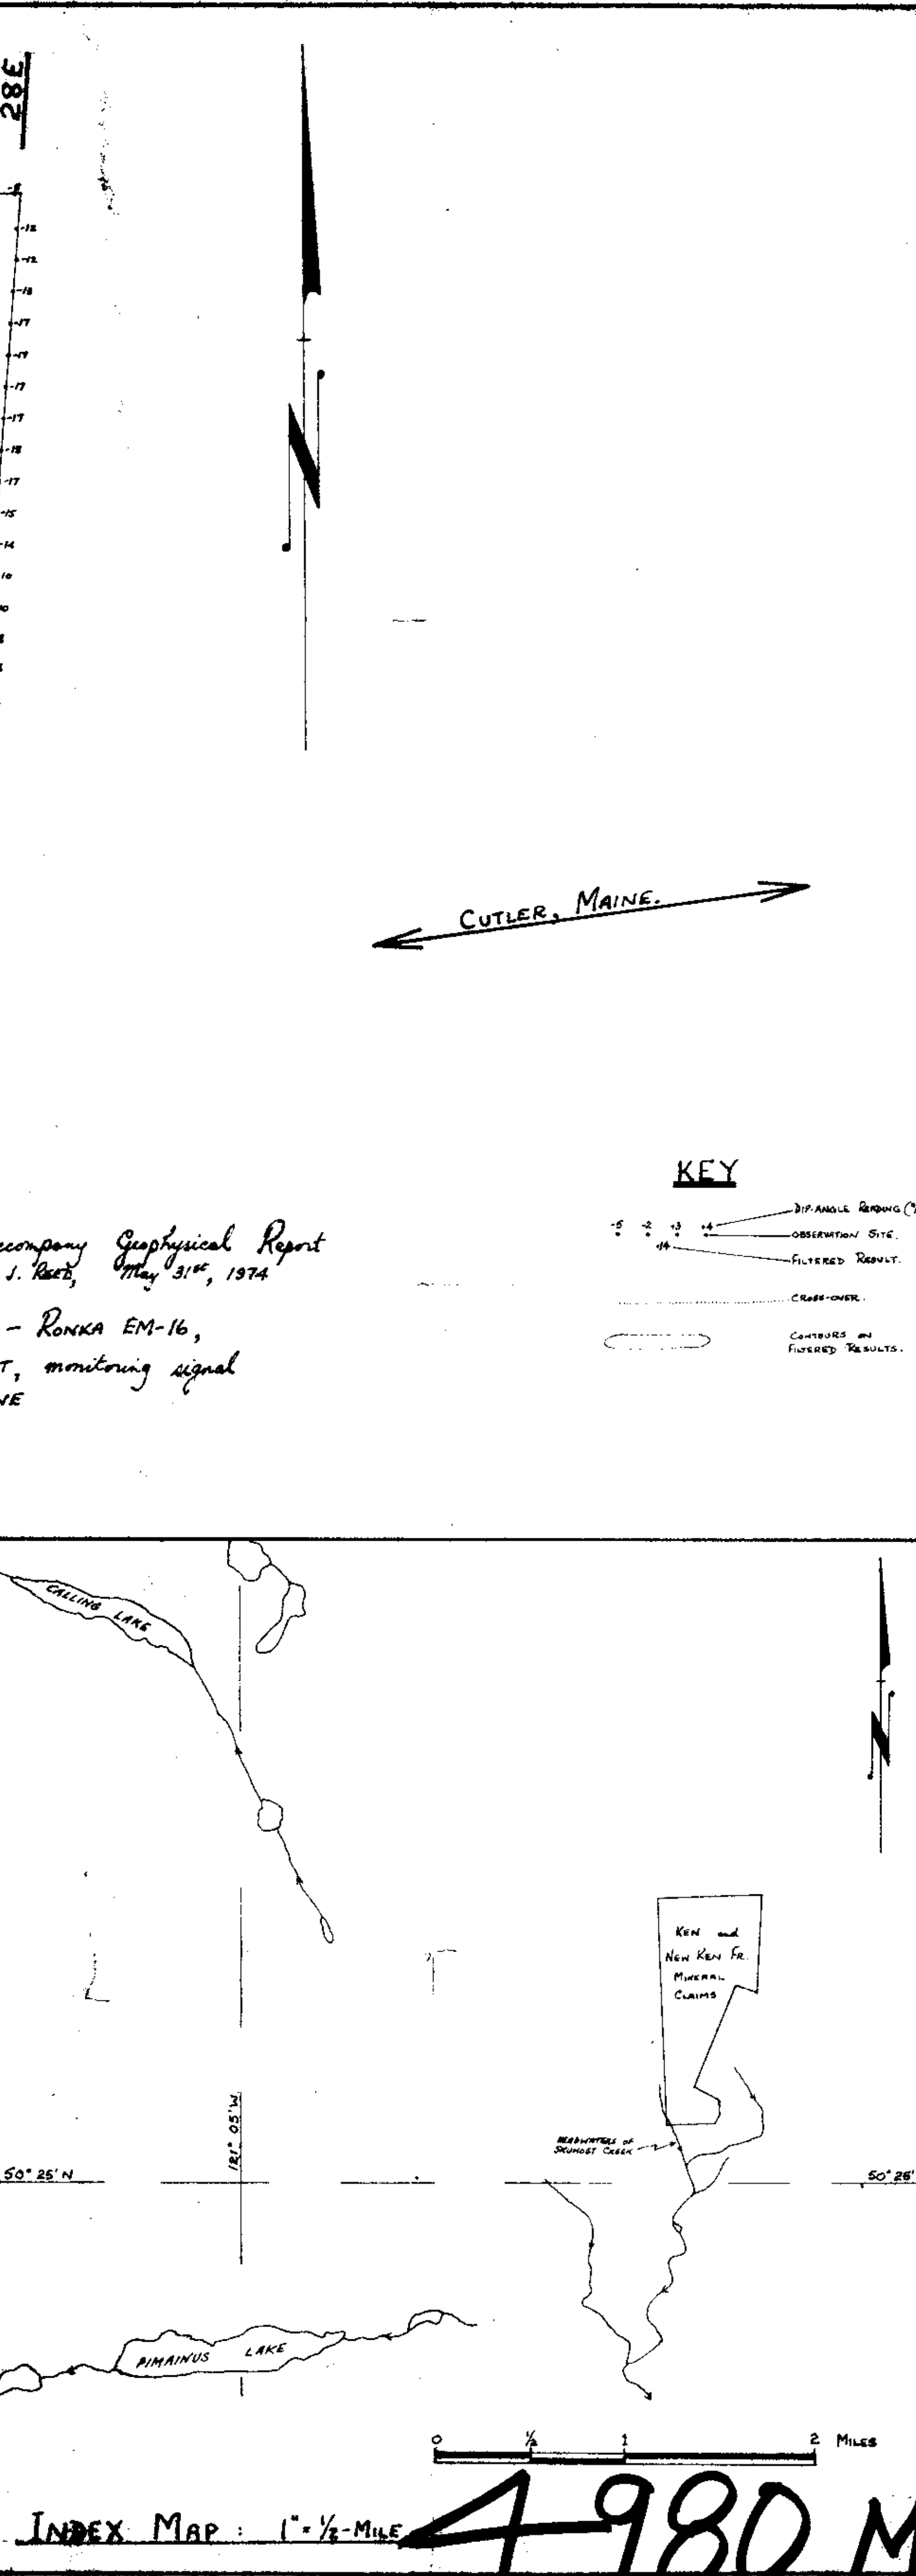 28E
-12
-12
-17
-19
-17
-17
-18
-17
-15
-14
N
CUTLER, MAINE.
KEY
-5 -2 +3 +4
DIP-ANGLE READING
OBSERVATION SITE.
+14
FILTERED RESULT.
CROSS-OVER.
CONTOURS ON
FILTERED RESULTS.
Geophysical Report
J. REED, May 31st, 1974
- RONKA EM-16,
T, monitoring signal
CALLING LAKE
N
KEN and
NEW KEN FR.
MINERAL
CLAIMS
121° 05' W
HEADWATERS OF
SKUHOST CREEK
50° 25' N
50° 25'
PIMAINUS LAKE
0 ½ 1 2 MILES
INDEX MAP: 1" = ½-MILE
4980 M